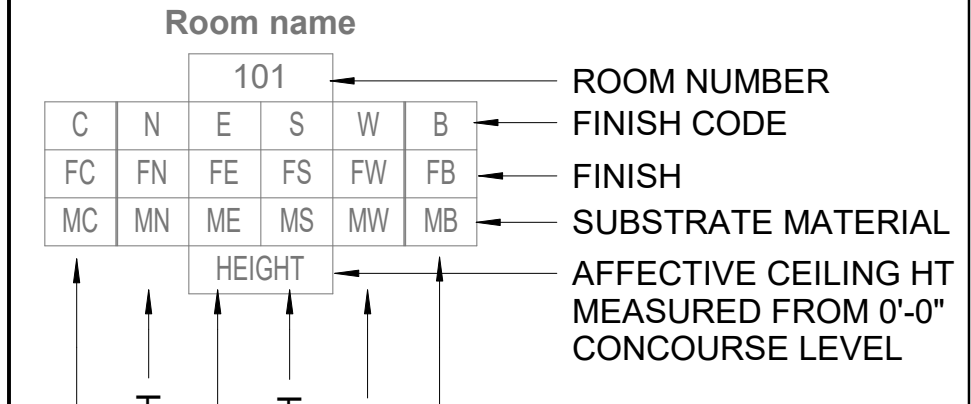 Room name
101
ROOM NUMBER
C N E S W B
FINISH CODE
FC FN FE FS FW FB
FINISH
MC MN ME MS MW MB
SUBSTRATE MATERIAL
HEIGHT
AFFECTIVE CEILING HT
MEASURED FROM 0'-0"
CONCOURSE LEVEL